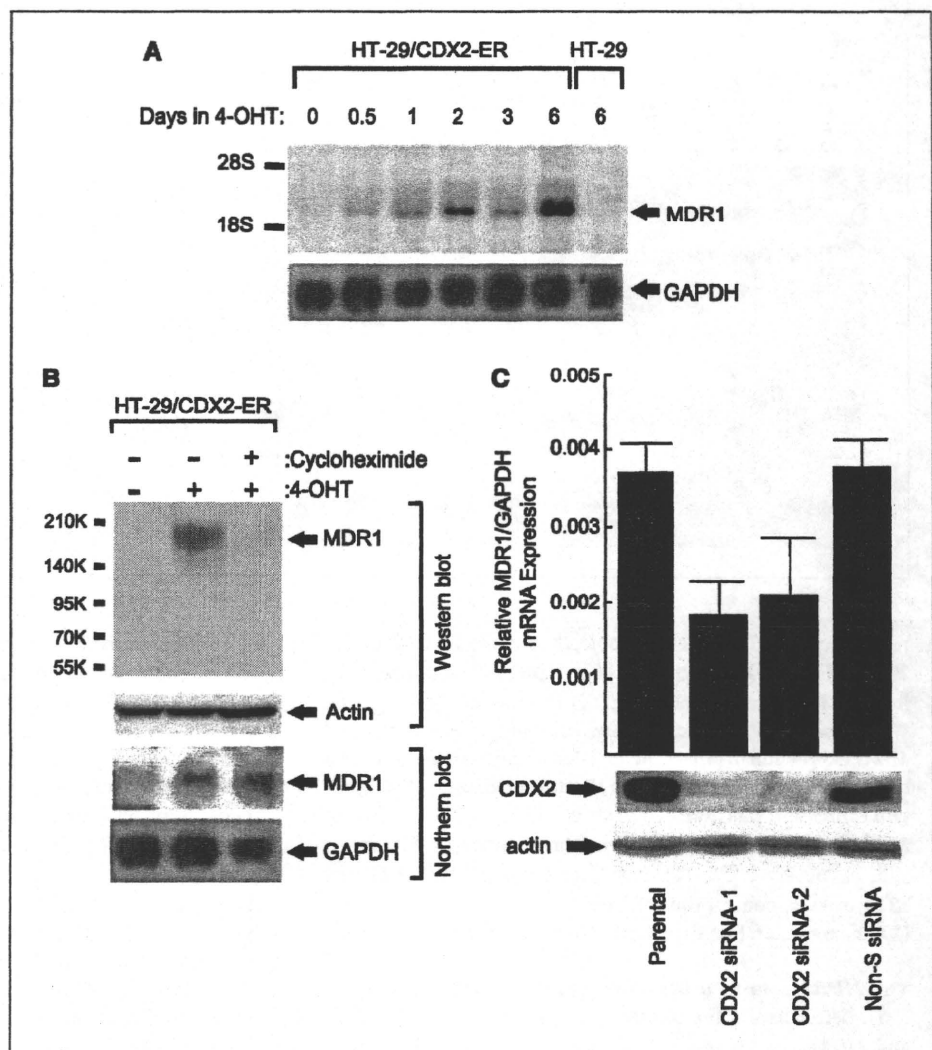 A
HT-29/CDX2-ER HT-29
Days in 4-OHT: 0 0.5 1 2 3 6 6
28S
18S
MDR1
GAPDH
B
HT-29/CDX2-ER
- - + :Cycloheximide
- + + :4-OHT
210K
140K
95K
70K
55K
MDR1
Actin
Western blot
MDR1
GAPDH
Northern blot
C
Relative MDR1/GAPDH
mRNA Expression
0.005
0.004
0.003
0.002
0.001
CDX2
actin
Parental
CDX2 siRNA-1
CDX2 siRNA-2
Non-S siRNA